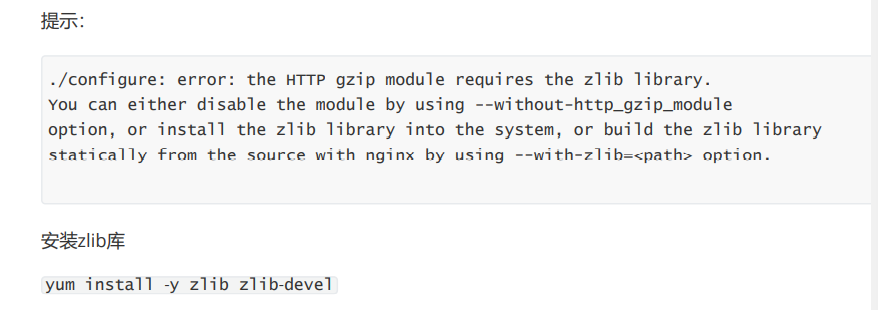 提示：
./configure: error: the HTTP gzip module requires the zlib library.
You can either disable the module by using --without-http_gzip_module
option, or install the zlib library into the system, or build the zlib library
statically from the source with nginx by using --with-zlib=<path> option.
安装zlib库
yum install -y zlib zlib-devel